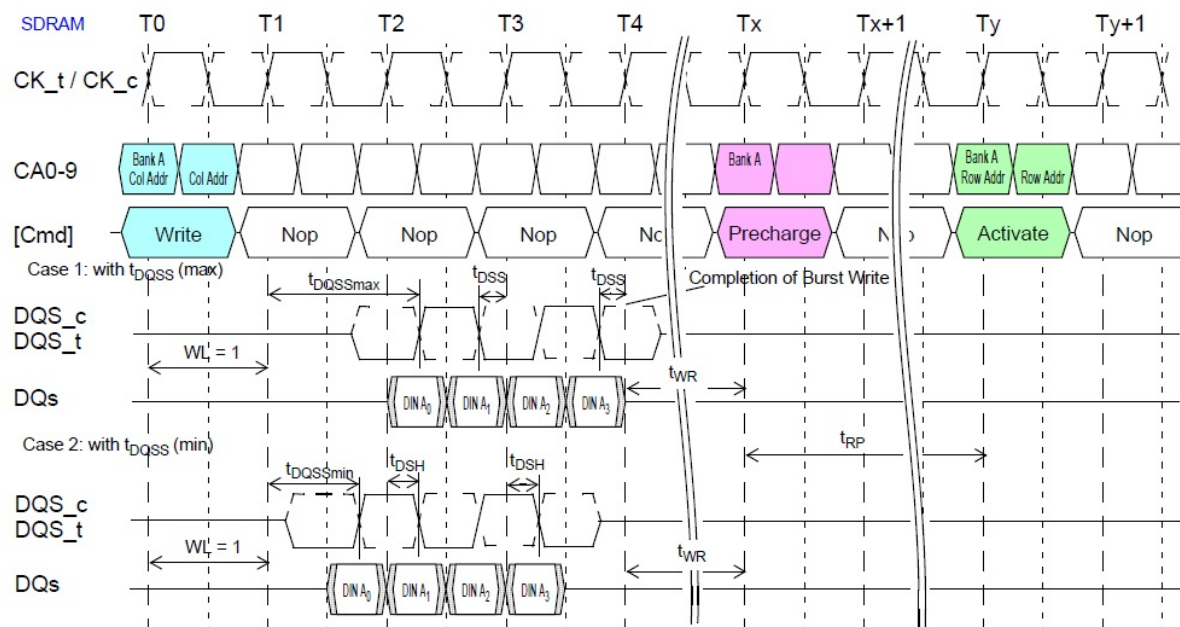 SDRAM T0 T1 T2 T3 T4 Tx Tx+1 Ty Ty+1
CK_t / CK_c
CA0-9
Bank A
Col Addr
Col Addr
Bank A
Bank A
Row Addr
Row Addr
[Cmd] Write Nop Nop Nop Precharge Activate Nop
Case 1: with tDQSS (max)
tDQSSmax tDSS tDSS Completion of Burst Write
DQS_c
DQS_t
WL = 1
tWR
DQs DIN A0 DIN A1 DIN A2 DIN A3
Case 2: with tDQSS (min)
tRP
tDQSSmin tDSH tDSH
DQS_c
DQS_t
WL = 1
tWR
DQs DIN A0 DIN A1 DIN A2 DIN A3